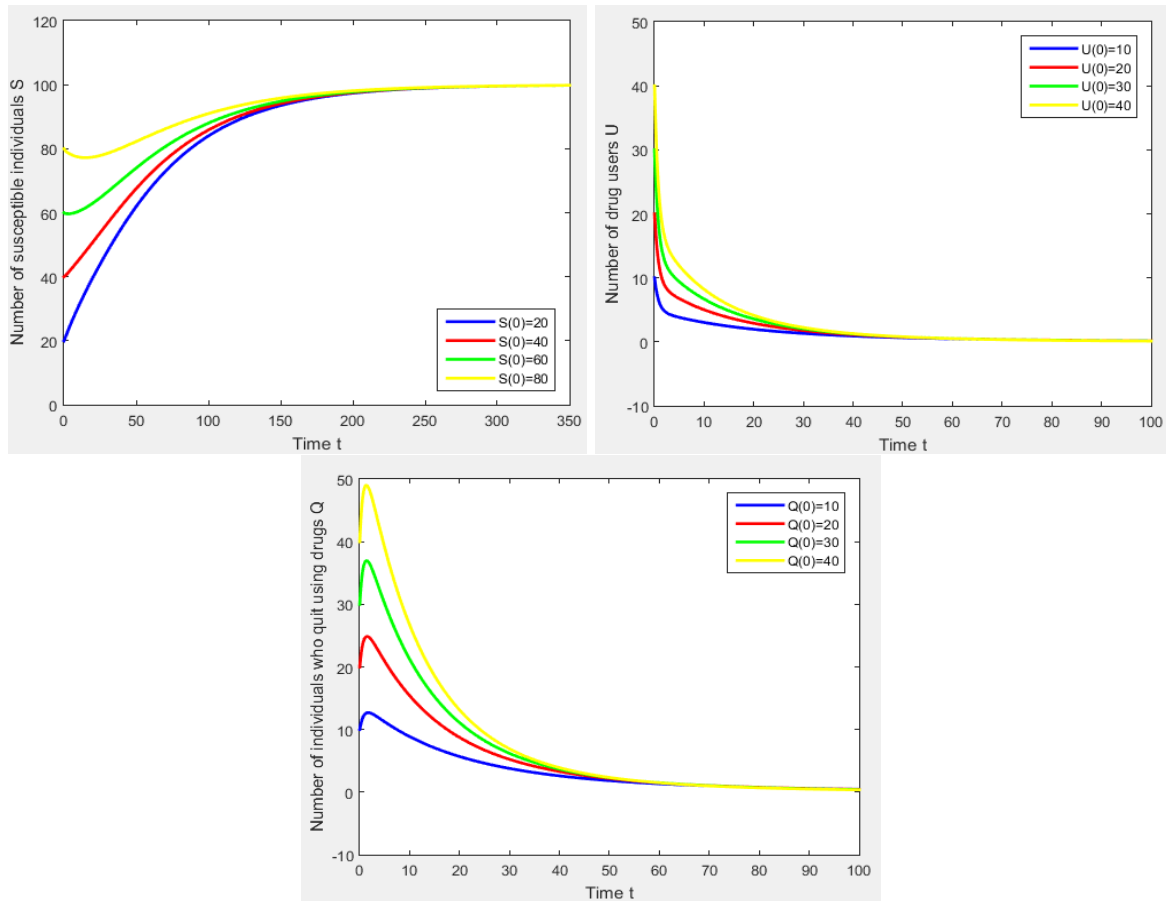 Number of susceptible individuals S
120
100
80
60
40
20
0
0 50 100 150 200 250 300 350
Time t
S(0)=20
S(0)=40
S(0)=60
S(0)=80
Number of drug users U
50
40
30
20
10
0
-10
0 10 20 30 40 50 60 70 80 90 100
Time t
U(0)=10
U(0)=20
U(0)=30
U(0)=40
Number of individuals who quit using drugs Q
50
40
30
20
10
0
-10
0 10 20 30 40 50 60 70 80 90 100
Time t
Q(0)=10
Q(0)=20
Q(0)=30
Q(0)=40